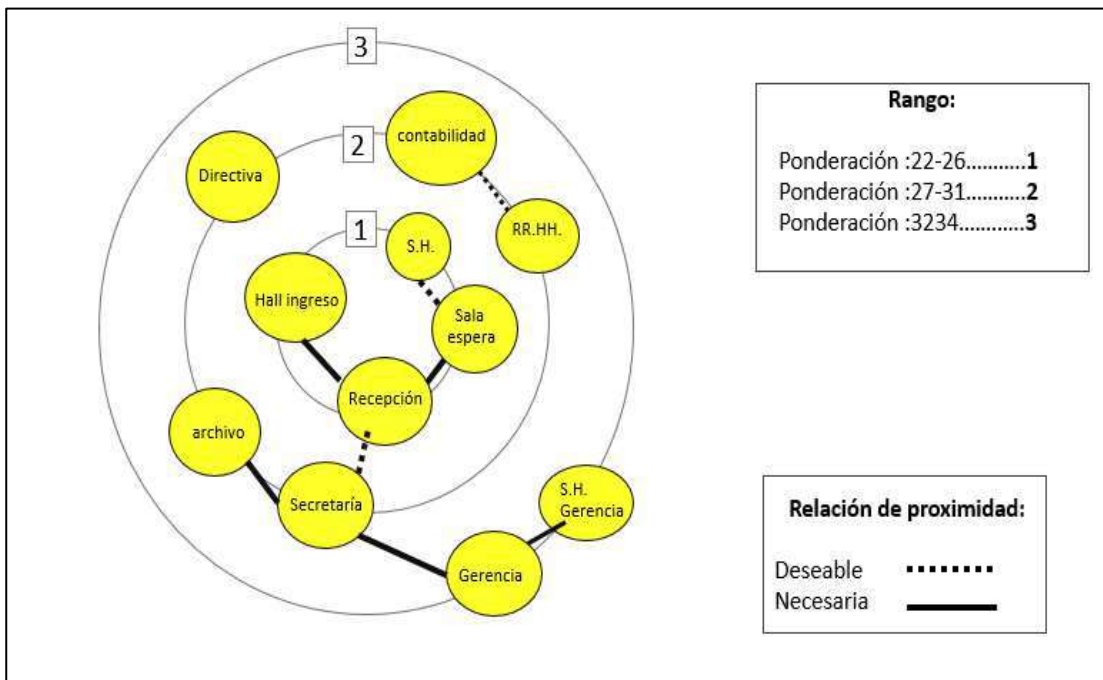 3
2
1
contabilidad
Directiva
RR.HH.
S.H.
Hall ingreso
Sala
espera
Recepción
archivo
Secretaría
S.H.
Gerencia
Gerencia
Rango:
Ponderación :22-26...........1
Ponderación :27-31...........2
Ponderación :3234............3
Relación de proximidad:
Deseable
Necesaria